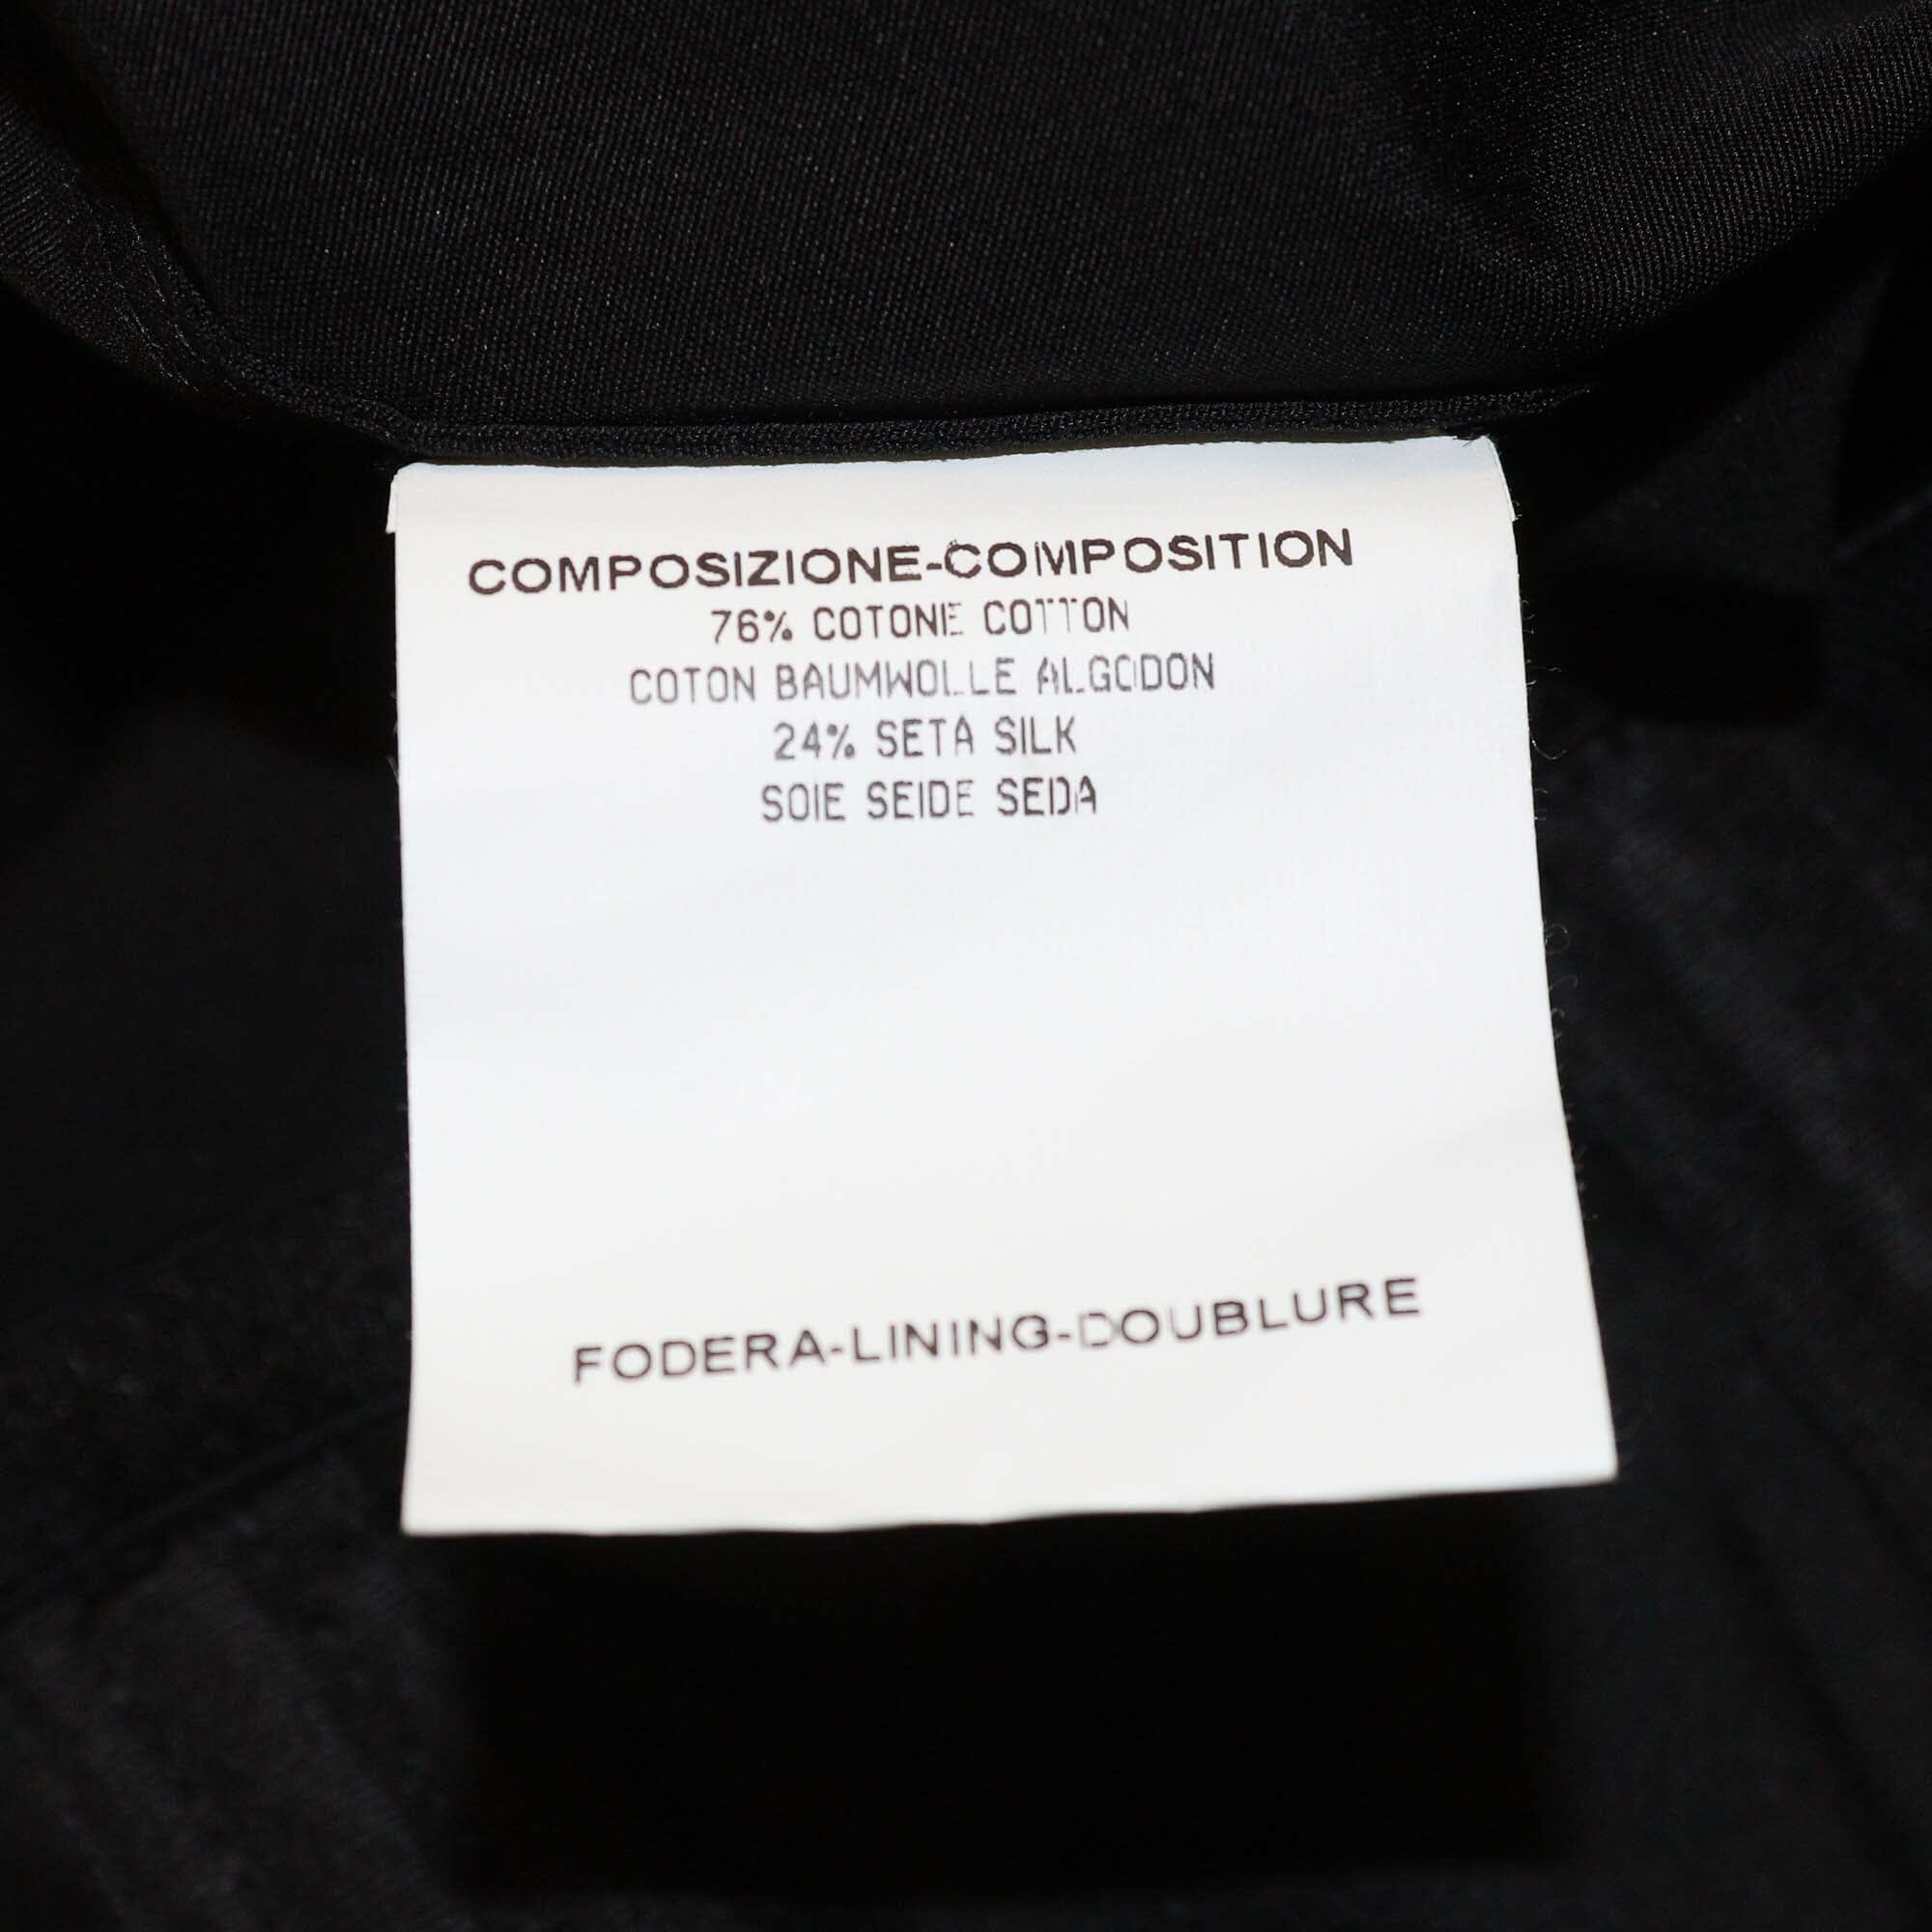 COMPOSIZIONE-COMPOSITION
76% COTONE COTTON
COTON BAUMWOLLE ALGODON
24% SETA SILK
SOIE SEIDE SEDA
FODERA-LINING-DOUBLURE